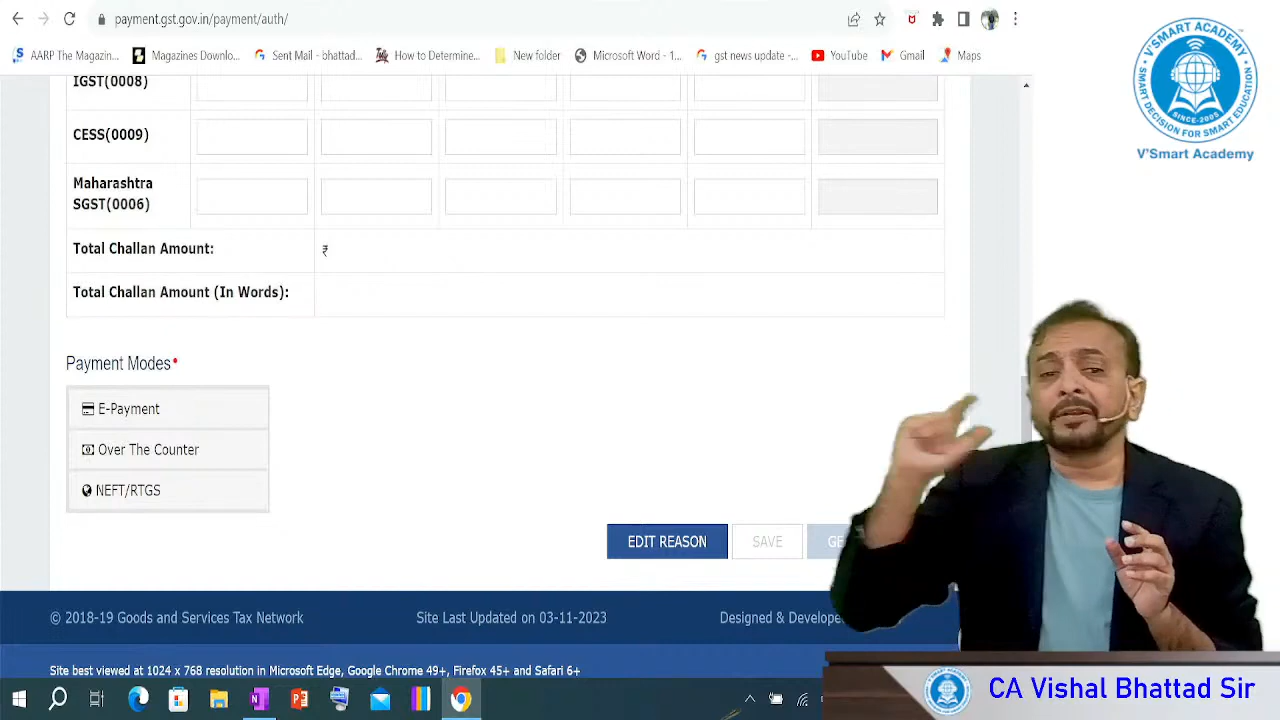 payment.gst.gov.in/payment/auth/
AARP The Magazin... Magazines Downlo... Sent Mail - bhattad... How to Determine... New folder Microsoft Word - 1... gst news update -... YouTube Gmail Maps
V'SMART ACADEMY
SMART DECISION FOR SMART EDUCATION
SINCE-2005
V'Smart Academy
IGST(0008)
CESS(0009)
Maharashtra
SGST(0006)
Total Challan Amount: ₹
Total Challan Amount (In Words):
Payment Modes*
E-Payment
Over The Counter
NEFT/RTGS
EDIT REASON SAVE GE
© 2018-19 Goods and Services Tax Network Site Last Updated on 03-11-2023 Designed & Develope
Site best viewed at 1024 x 768 resolution in Microsoft Edge, Google Chrome 49+, Firefox 45+ and Safari 6+
CA Vishal Bhattad Sir